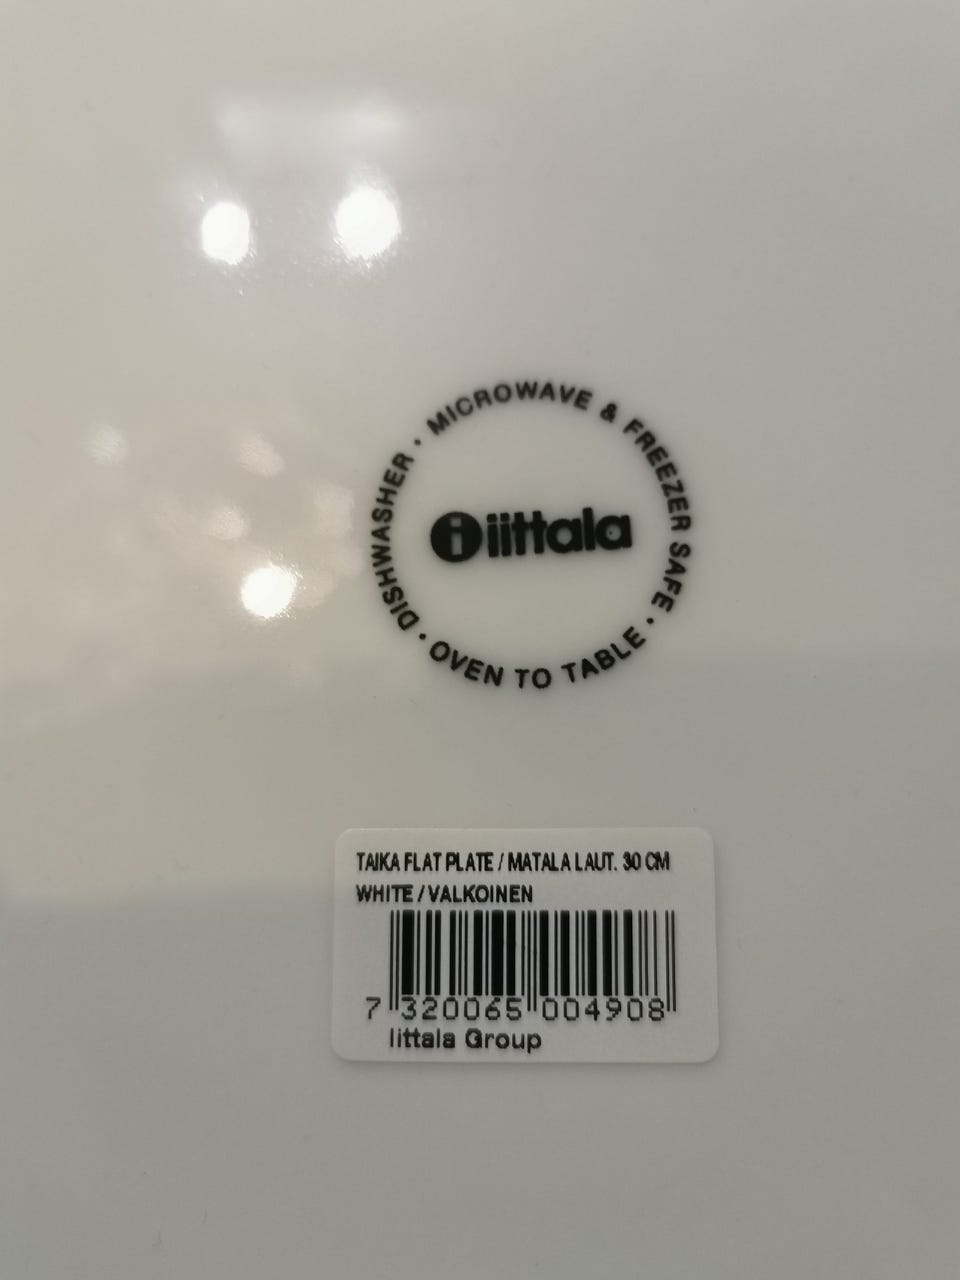 DISHWASHER • MICROWAVE & FREEZER SAFE • OVEN TO TABLE •
i iittala
TAIKA FLAT PLATE / MATALA LAUT. 30 CM
WHITE / VALKOINEN
7 320065 004908
Iittala Group